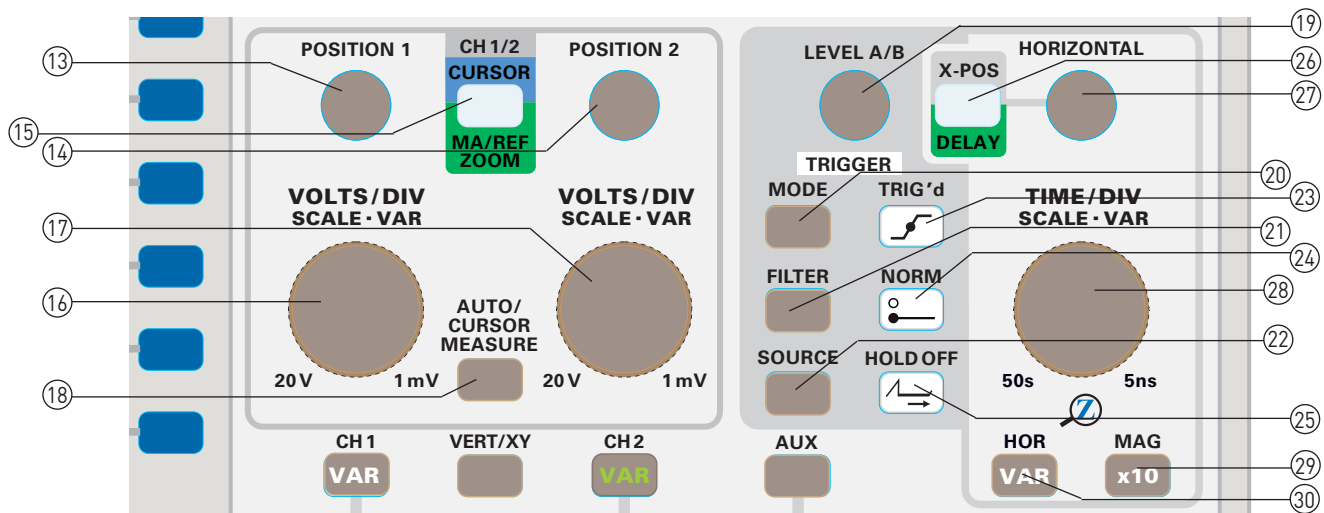 POSITION 1
CH 1/2
CURSOR
MA/REF
ZOOM
POSITION 2
LEVEL A/B
X-POS
DELAY
HORIZONTAL
13
15
14
19
26
27
VOLTS/DIV
SCALE · VAR
VOLTS/DIV
SCALE · VAR
TRIGGER
MODE
TRIG'd
TIME/DIV
SCALE · VAR
17
16
20
23
21
24
28
FILTER
NORM
AUTO/
CURSOR
MEASURE
SOURCE
HOLD OFF
22
18
20 V
1 mV
20 V
1 mV
50s
5ns
Z
25
CH 1
VAR
VERT/XY
CH 2
VAR
AUX
HOR
VAR
MAG
x10
29
30